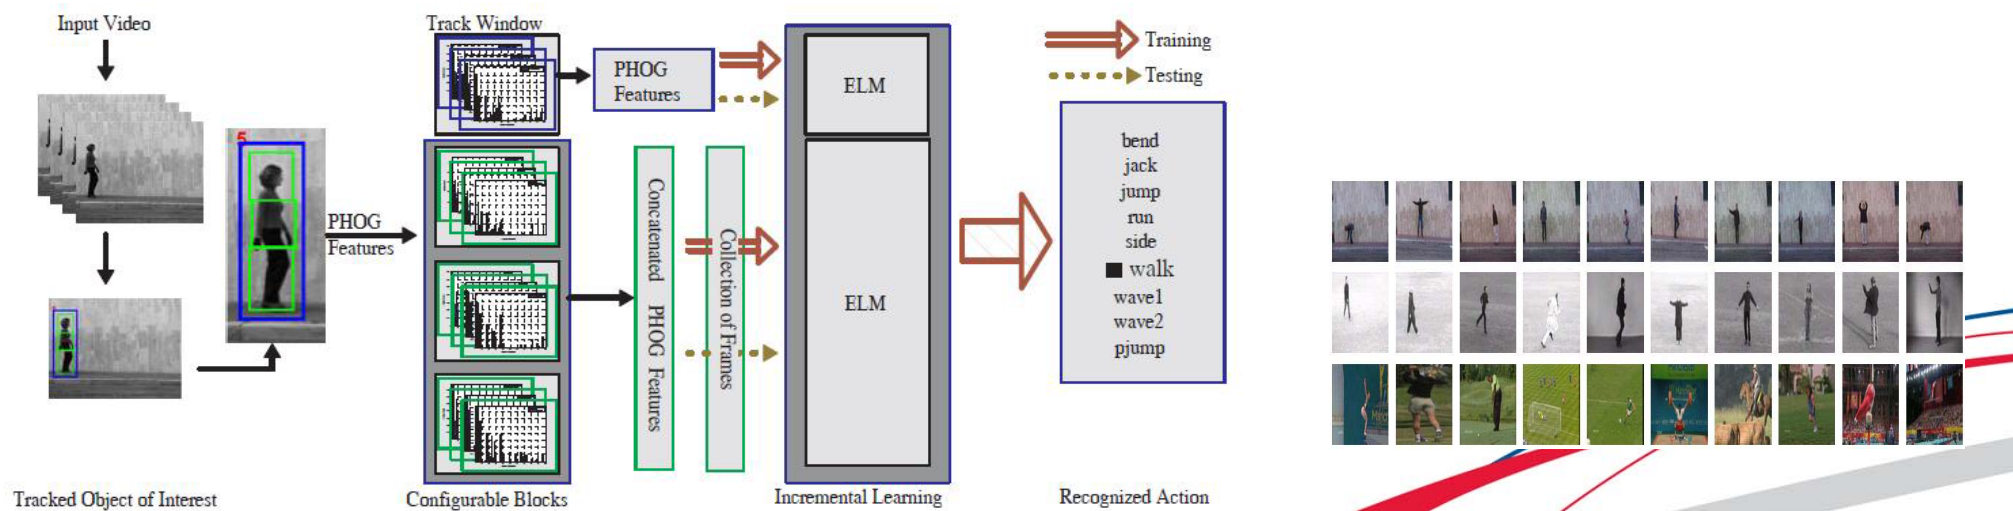 Input Video
5
PHOG
Features
Track Window
PHOG
Features
Concatenated PHOG Features
Collection of Frames
ELM
ELM
Training
Testing
bend
jack
jump
run
side
walk
wave1
wave2
pjump
Tracked Object of Interest
Configurable Blocks
Incremental Learning
Recognized Action